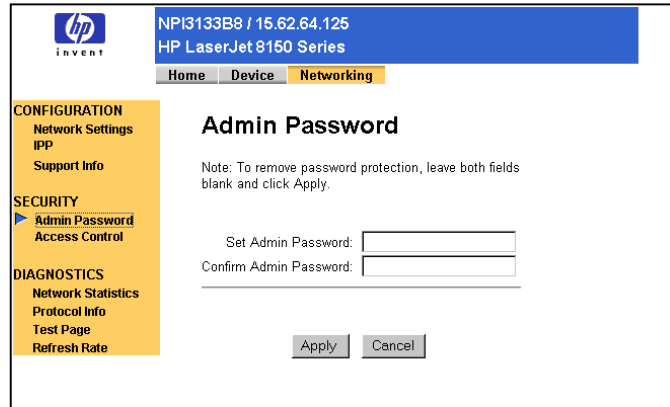 hp
invent
NPI3133B8 / 15.62.64.125
HP LaserJet 8150 Series
Home Device Networking
CONFIGURATION
Network Settings
IPP
Support Info
SECURITY
Admin Password
Access Control
DIAGNOSTICS
Network Statistics
Protocol Info
Test Page
Refresh Rate
Admin Password
Note: To remove password protection, leave both fields
blank and click Apply.
Set Admin Password:
Confirm Admin Password:
Apply Cancel